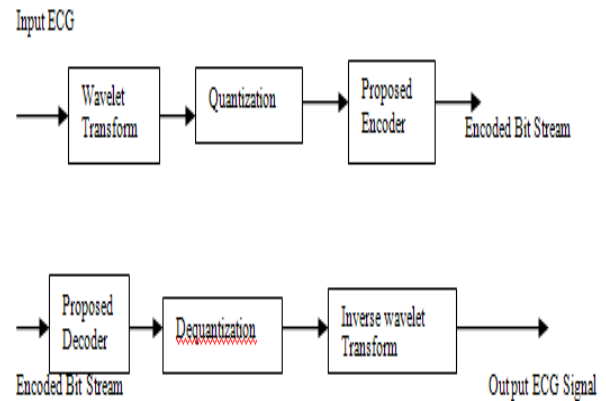 Input ECG
Wavelet
Transform
Quantization
Proposed
Encoder
Encoded Bit Stream
Proposed
Decoder
Dequantization
Inverse wavelet
Transform
Encoded Bit Stream
Output ECG Signal